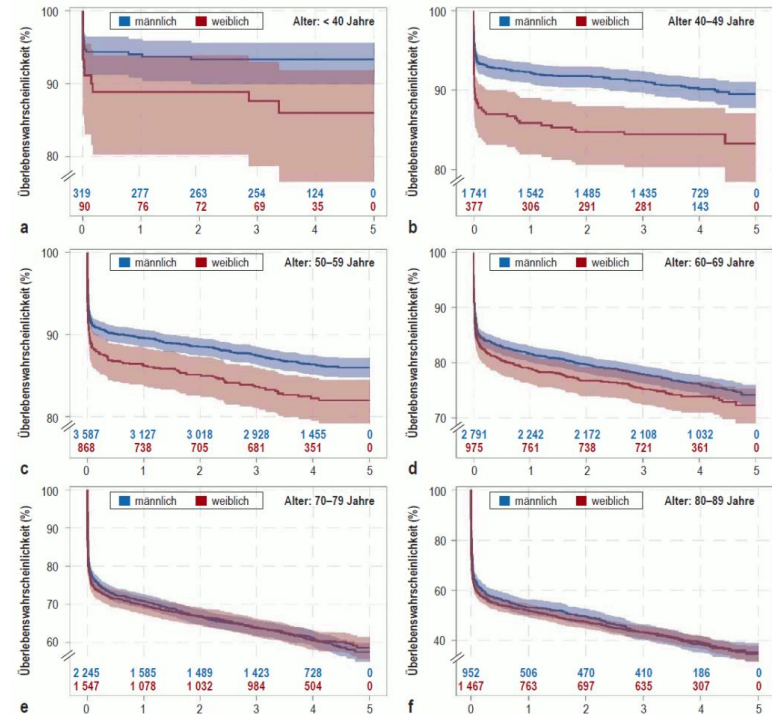 Überlebenswahrscheinlichkeit (%)
männlich weiblich Alter: < 40 Jahre
100
90
80
319 277 263 254 124 0
90 76 72 69 35 0
a 0 1 2 3 4 5
Überlebenswahrscheinlichkeit (%)
männlich weiblich Alter 40–49 Jahre
100
90
80
1 741 1 542 1 485 1 435 729 0
377 306 291 281 143 0
b 0 1 2 3 4 5
Überlebenswahrscheinlichkeit (%)
männlich weiblich Alter: 50–59 Jahre
100
90
80
3 587 3 127 3 018 2 928 1 455 0
868 738 705 681 351 0
c 0 1 2 3 4 5
Überlebenswahrscheinlichkeit (%)
männlich weiblich Alter: 60–69 Jahre
100
90
80
70
2 791 2 242 2 172 2 108 1 032 0
975 761 738 721 361 0
d 0 1 2 3 4 5
Überlebenswahrscheinlichkeit (%)
männlich weiblich Alter: 70–79 Jahre
100
90
80
70
60
2 245 1 585 1 489 1 423 728 0
1 547 1 078 1 032 984 504 0
e 0 1 2 3 4 5
Überlebenswahrscheinlichkeit (%)
männlich weiblich Alter: 80–89 Jahre
100
80
60
40
952 506 470 410 186 0
1 467 763 697 635 307 0
f 0 1 2 3 4 5